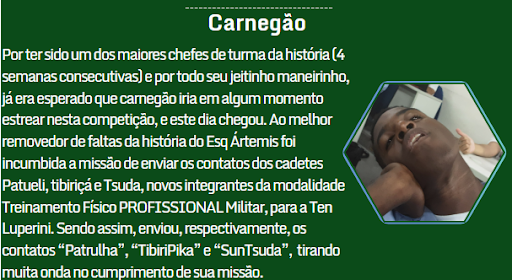 Carnegão
Por ter sido um dos maiores chefes de turma da história (4
semanas consecutivas) e por todo seu jeitinho maneirinho,
já era esperado que carnegão iria em algum momento
estrear nesta competição, e este dia chegou. Ao melhor
removedor de faltas da história do Esq Ártemis foi
incumbida a missão de enviar os contatos dos cadetes
Patueli, tibiriçá e Tsuda, novos integrantes da modalidade
Treinamento Físico PROFISSIONAL Militar, para a Ten
Luperini. Sendo assim, enviou, respectivamente, os
contatos “Patrulha”, “TibiriPika” e “SunTsuda”, tirando
muita onda no cumprimento de sua missão.